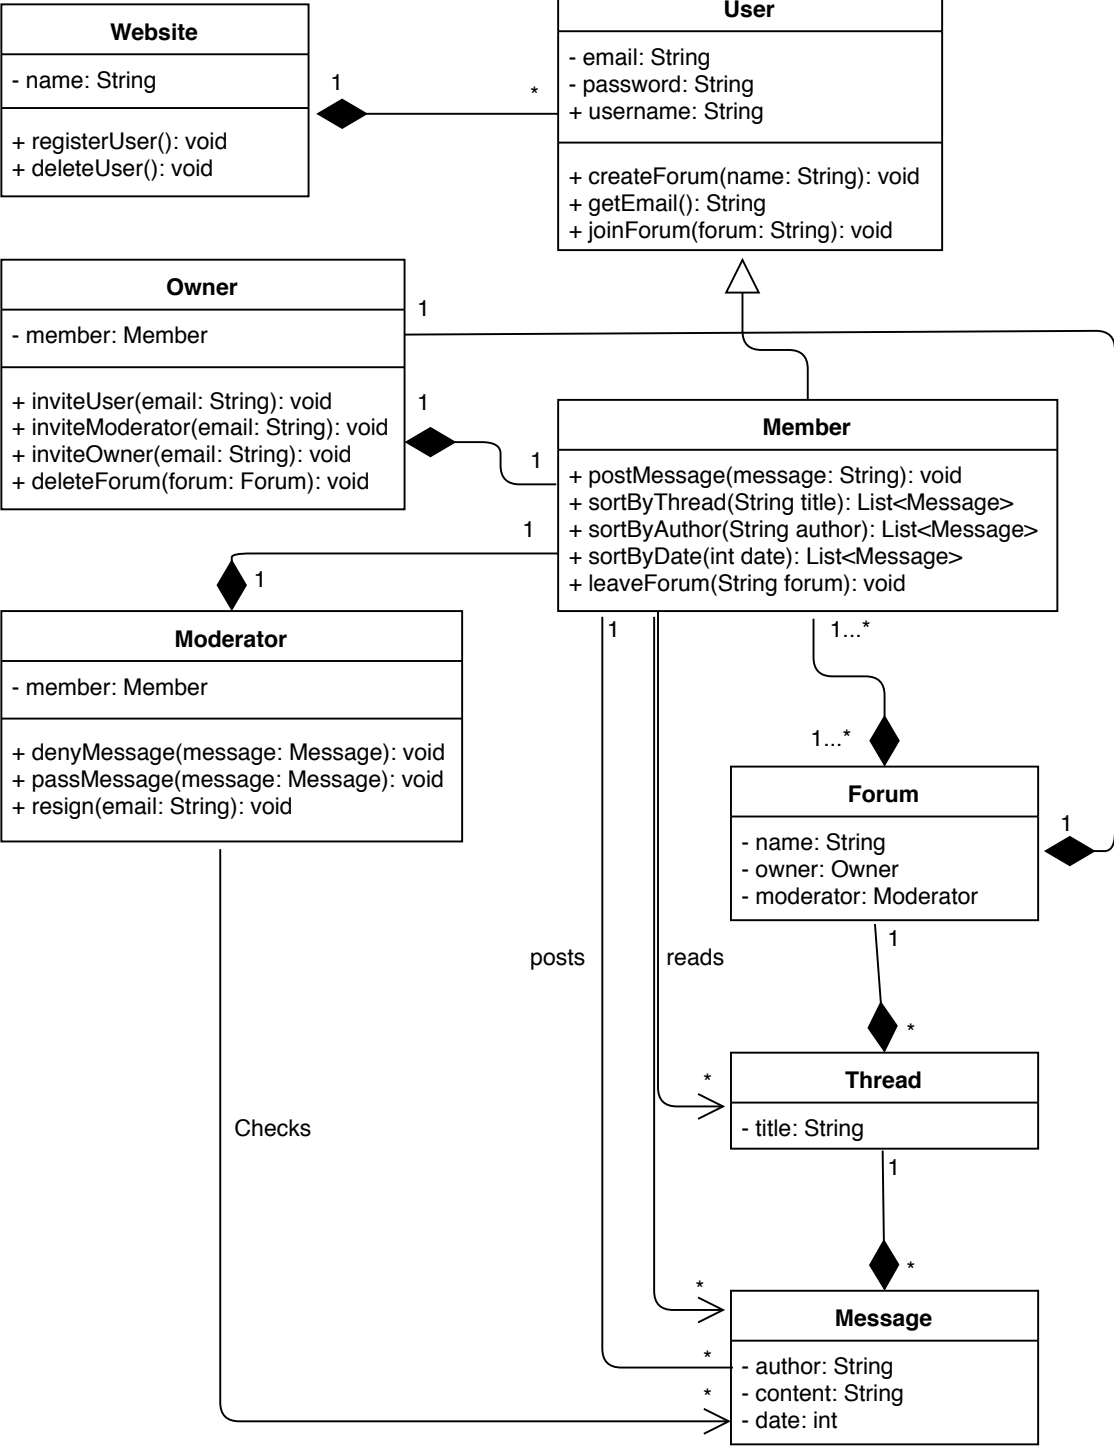 Website
- name: String
+ registerUser(): void
+ deleteUser(): void
1
*
User
- email: String
- password: String
+ username: String
+ createForum(name: String): void
+ getEmail(): String
+ joinForum(forum: String): void
Owner
- member: Member
+ inviteUser(email: String): void
+ inviteModerator(email: String): void
+ inviteOwner(email: String): void
+ deleteForum(forum: Forum): void
1
1
1
Member
+ postMessage(message: String): void
+ sortByThread(String title): List<Message>
+ sortByAuthor(String author): List<Message>
+ sortByDate(int date): List<Message>
+ leaveForum(String forum): void
1
1
Moderator
- member: Member
+ denyMessage(message: Message): void
+ passMessage(message: Message): void
+ resign(email: String): void
1
1...*
1...*
Forum
- name: String
- owner: Owner
- moderator: Moderator
1
1
posts
reads
*
Thread
- title: String
*
Checks
1
*
Message
- author: String
- content: String
- date: int
*
*
*